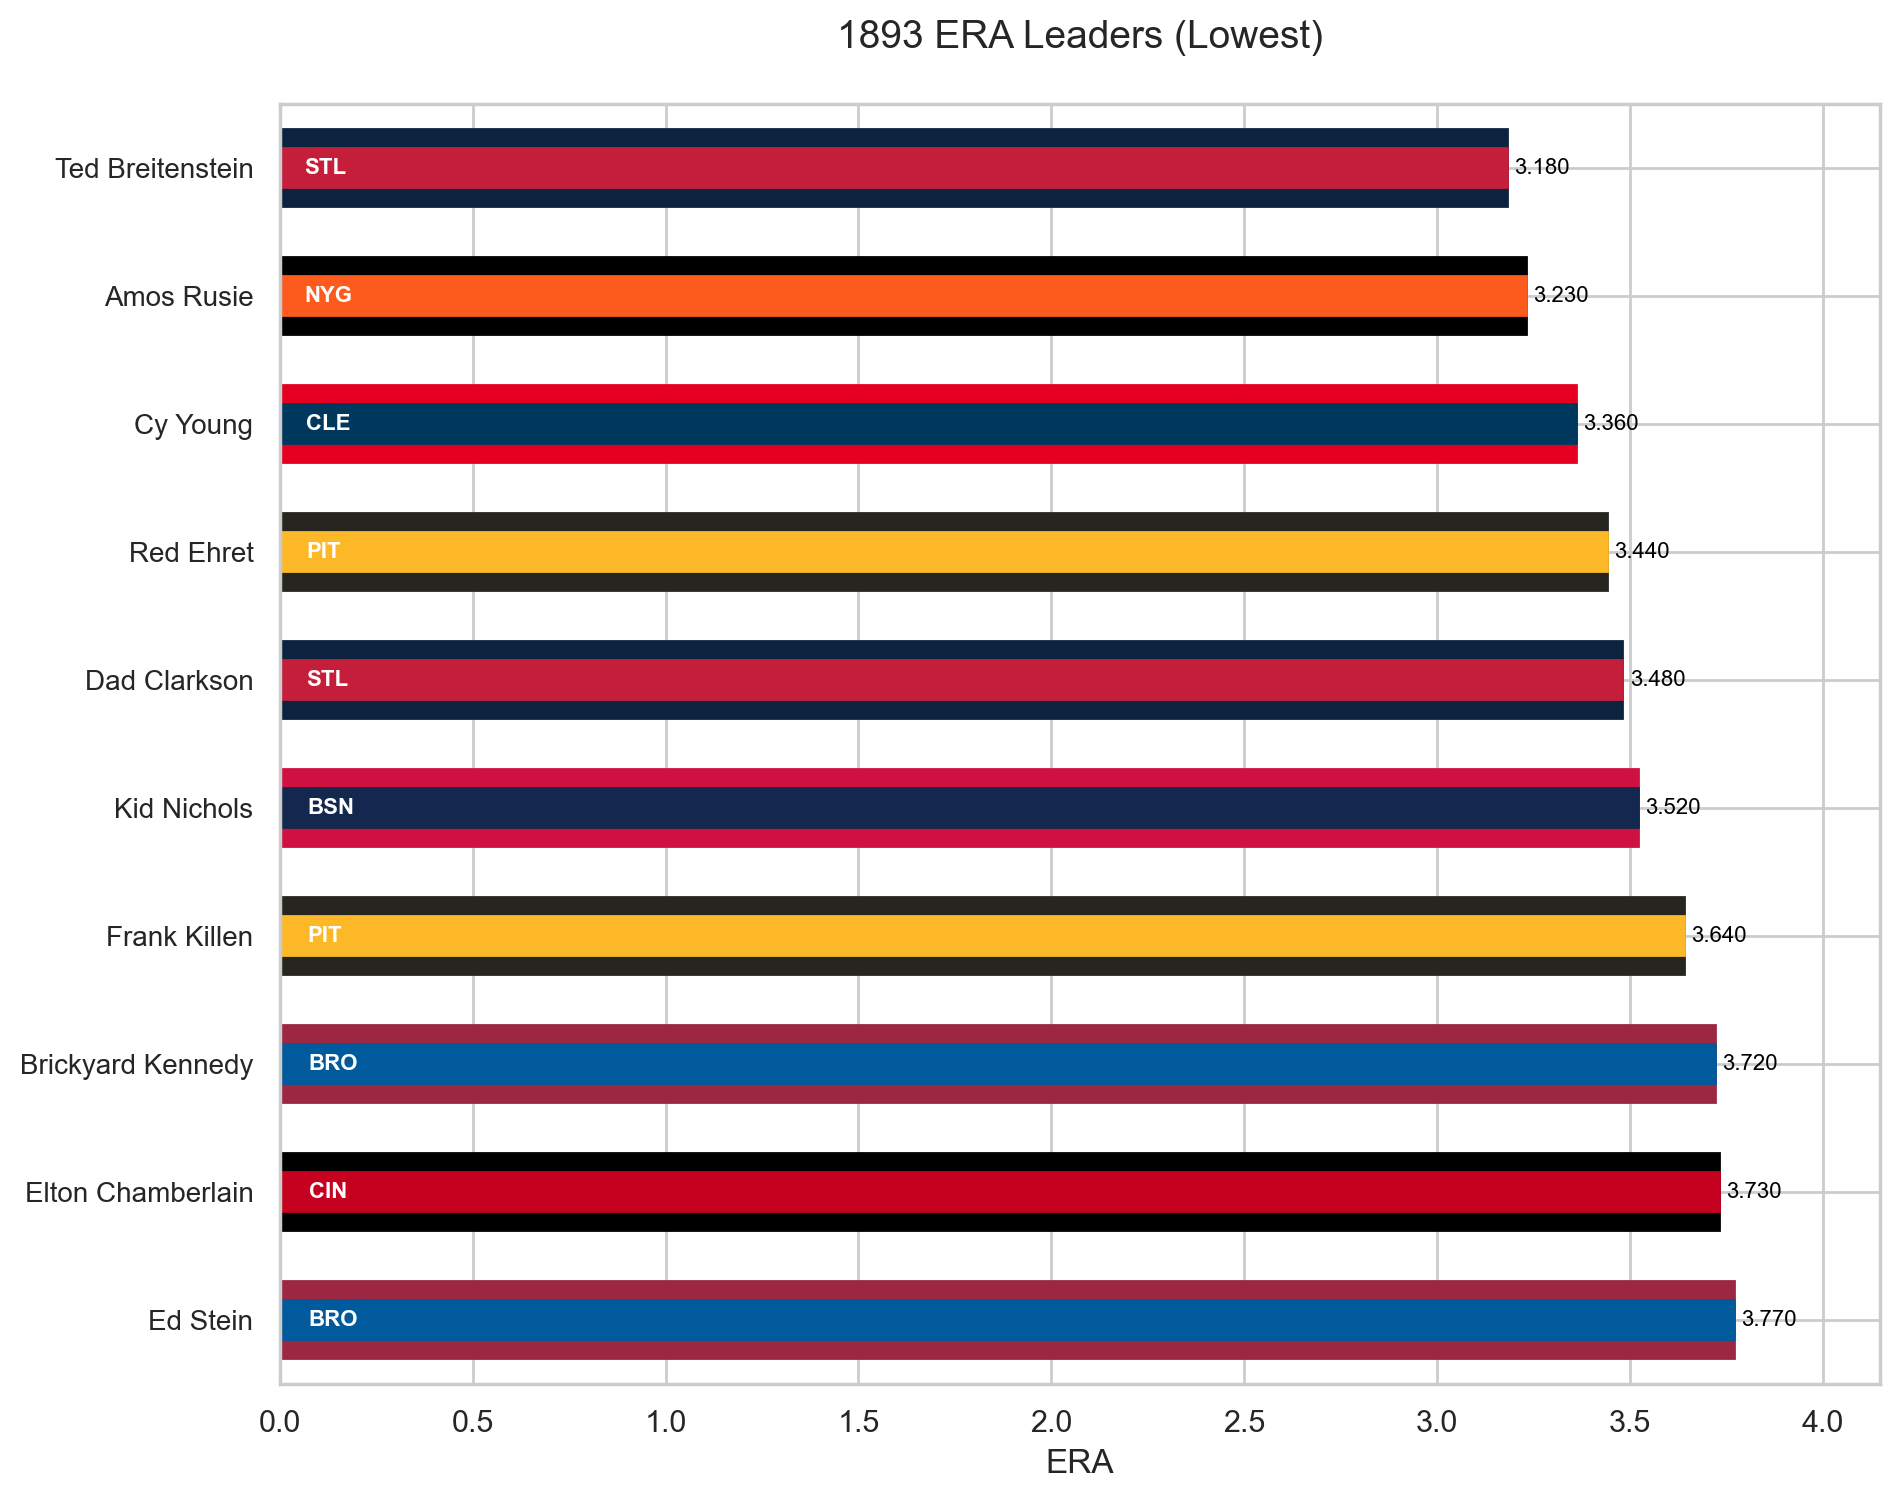 1893 ERA Leaders (Lowest)
Ted Breitenstein STL 3.180
Amos Rusie NYG 3.230
Cy Young CLE 3.360
Red Ehret PIT 3.440
Dad Clarkson STL 3.480
Kid Nichols BSN 3.520
Frank Killen PIT 3.640
Brickyard Kennedy BRO 3.720
Elton Chamberlain CIN 3.730
Ed Stein BRO 3.770
0.0 0.5 1.0 1.5 2.0 2.5 3.0 3.5 4.0
ERA